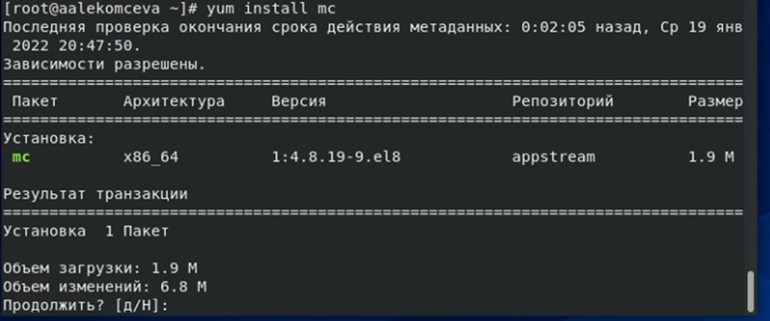 [root@aalekomceva ~]# yum install mc
Последняя проверка окончания срока действия метаданных: 0:02:05 назад, Ср 19 янв
2022 20:47:50.
Зависимости разрешены.
================================================================================
Пакет Архитектура Версия Репозиторий Размер
================================================================================
Установка:
mc x86_64 1:4.8.19-9.el8 appstream 1.9 M
Результат транзакции
================================================================================
Установка 1 Пакет
Объем загрузки: 1.9 M
Объем изменений: 6.8 M
Продолжить? [д/Н]: